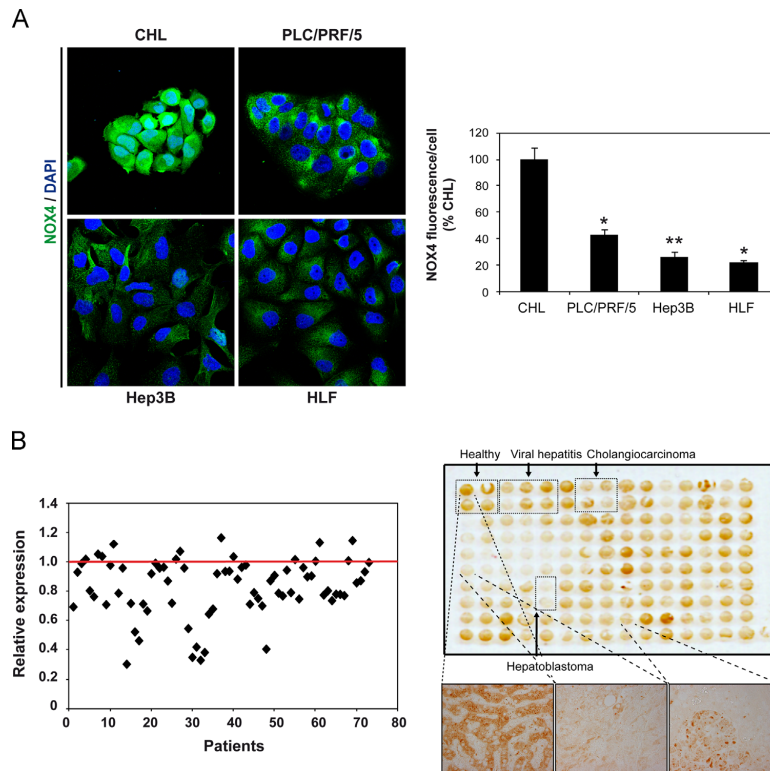 A
CHL
PLC/PRF/5
NOX4 / DAPI
Hep3B
HLF
NOX4 fluorescence/cell
(% CHL)
120
100
80
60
40
20
0
*
**
*
CHL
PLC/PRF/5
Hep3B
HLF
B
Relative expression
1.4
1.2
1.0
0.8
0.6
0.4
0.2
0
0
10
20
30
40
50
60
70
80
Patients
Healthy
Viral hepatitis
Cholangiocarcinoma
Hepatoblastoma